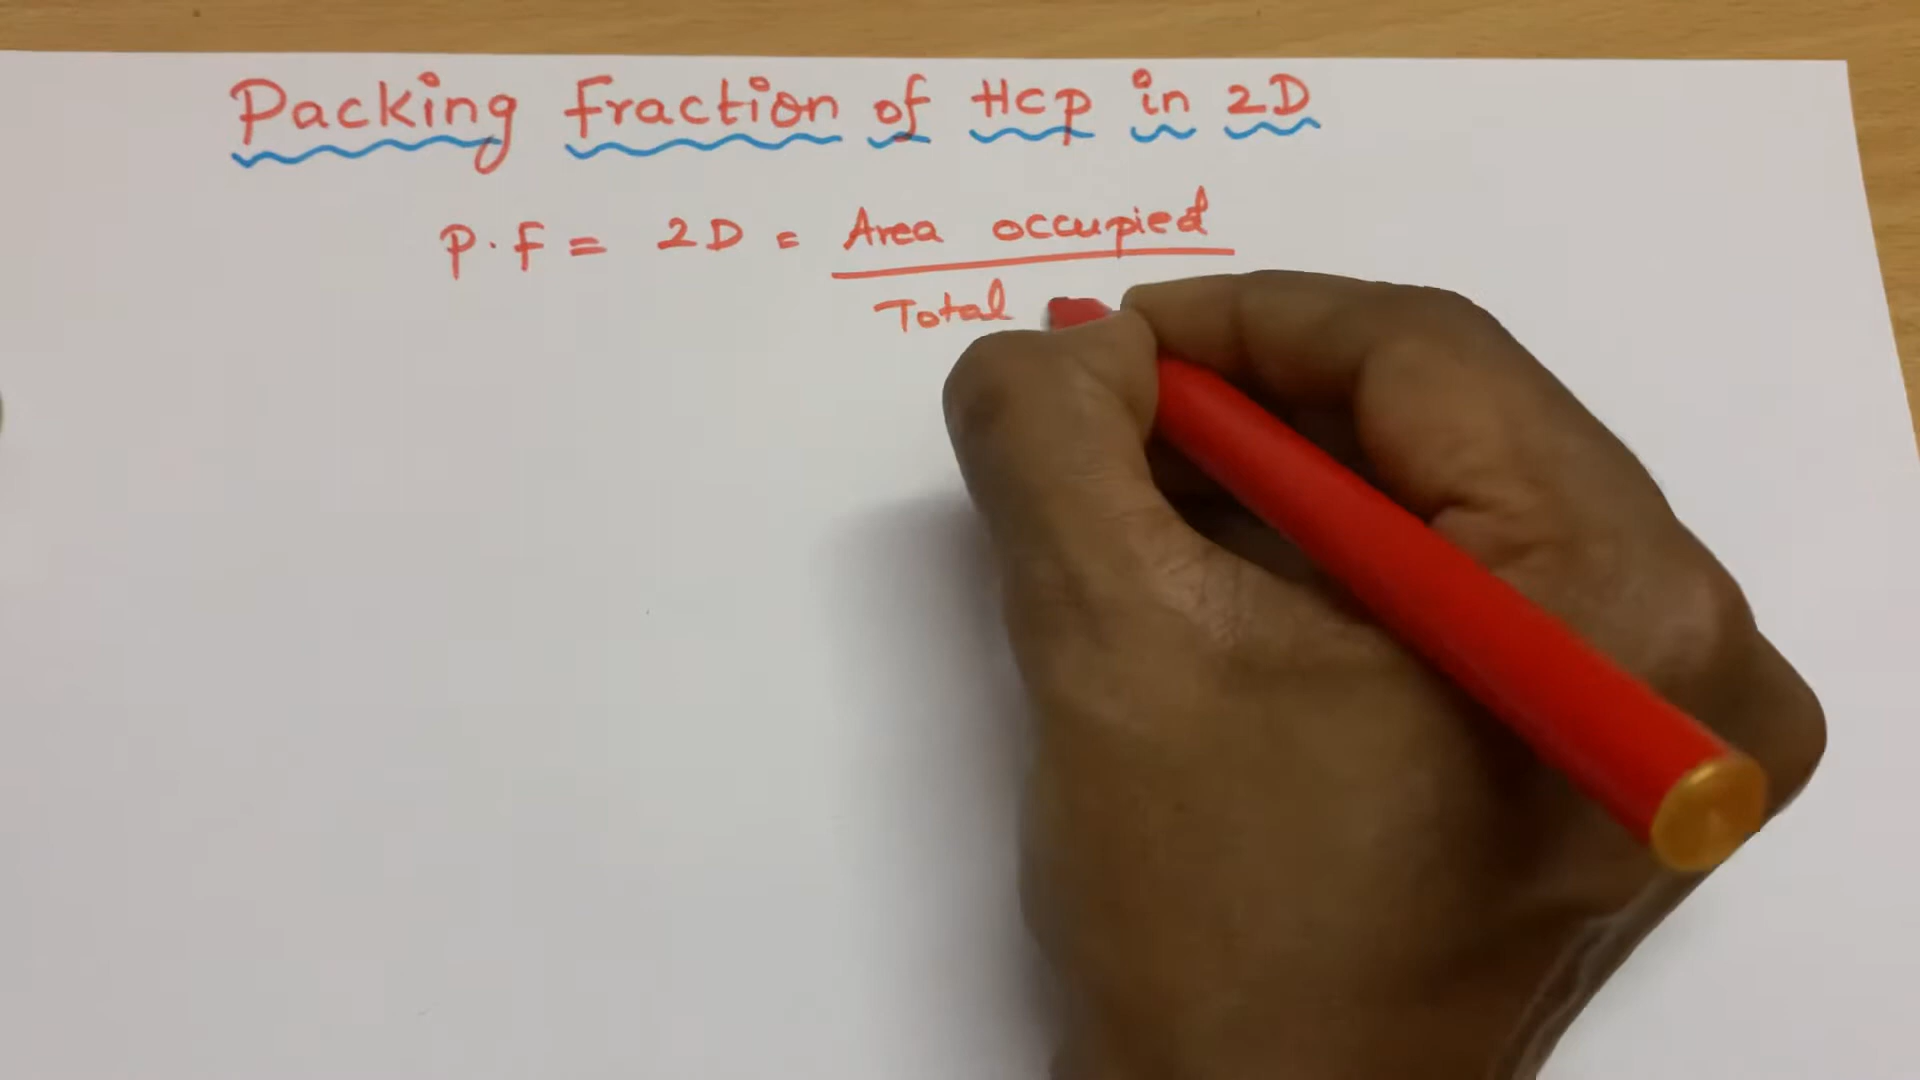 Packing fraction of Hcp in 2D
P.F = 2D = Area occupied
Total